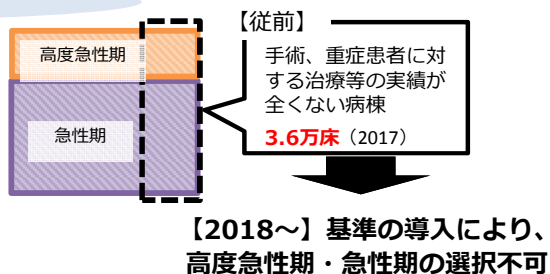 【従前】
高度急性期
手術、重症患者に対
する治療等の実績が
全くない病棟
急性期
3.6万床（2017）
【2018～】基準の導入により、
高度急性期・急性期の選択不可